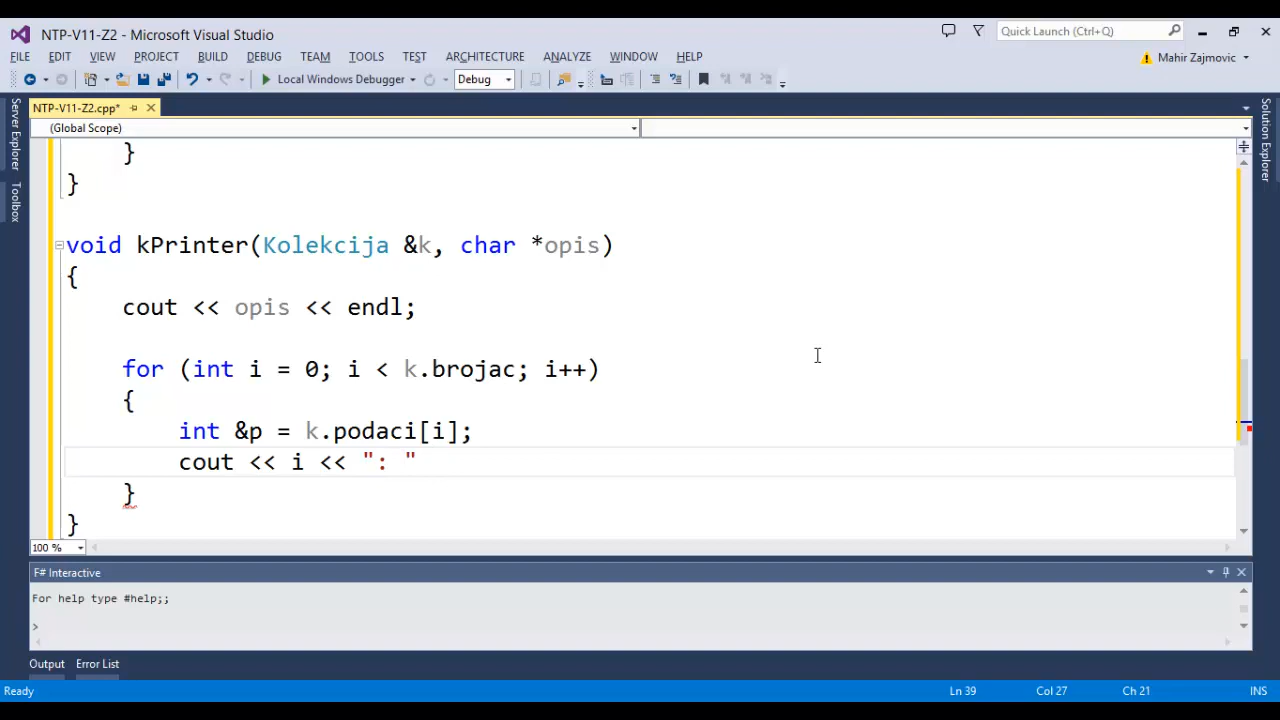 NTP-V11-Z2 - Microsoft Visual Studio
Quick Launch (Ctrl+Q)
FILE EDIT VIEW PROJECT BUILD DEBUG TEAM TOOLS TEST ARCHITECTURE ANALYZE WINDOW HELP
Mahir Zajmovic
Local Windows Debugger
Debug
Server Explorer
Toolbox
Solution Explorer
NTP-V11-Z2.cpp*
(Global Scope)
}
}
void kPrinter(Kolekcija &k, char *opis)
{
cout << opis << endl;
for (int i = 0; i < k.brojac; i++)
{
int &p = k.podaci[i];
cout << i << ": "
}
}
100 %
F# Interactive
For help type #help;;
>
Output Error List
Ready Ln 39 Col 27 Ch 21 INS